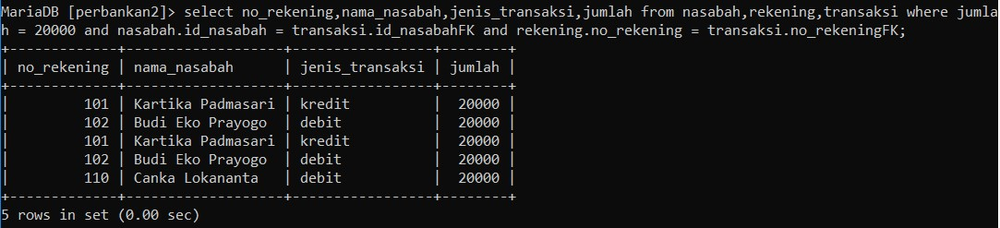 MariaDB [perbankan2]> select no_rekening,nama_nasabah,jenis_transaksi,jumlah from nasabah,rekening,transaksi where jumla
h = 20000 and nasabah.id_nasabah = transaksi.id_nasabahFK and rekening.no_rekening = transaksi.no_rekeningFK;
+-------------+-------------------+-----------------+--------+
| no_rekening | nama_nasabah      | jenis_transaksi | jumlah |
+-------------+-------------------+-----------------+--------+
|         101 | Kartika Padmasari | kredit          |  20000 |
|         102 | Budi Eko Prayogo  | debit           |  20000 |
|         101 | Kartika Padmasari | kredit          |  20000 |
|         102 | Budi Eko Prayogo  | debit           |  20000 |
|         110 | Canka Lokananta   | debit           |  20000 |
+-------------+-------------------+-----------------+--------+
5 rows in set (0.00 sec)